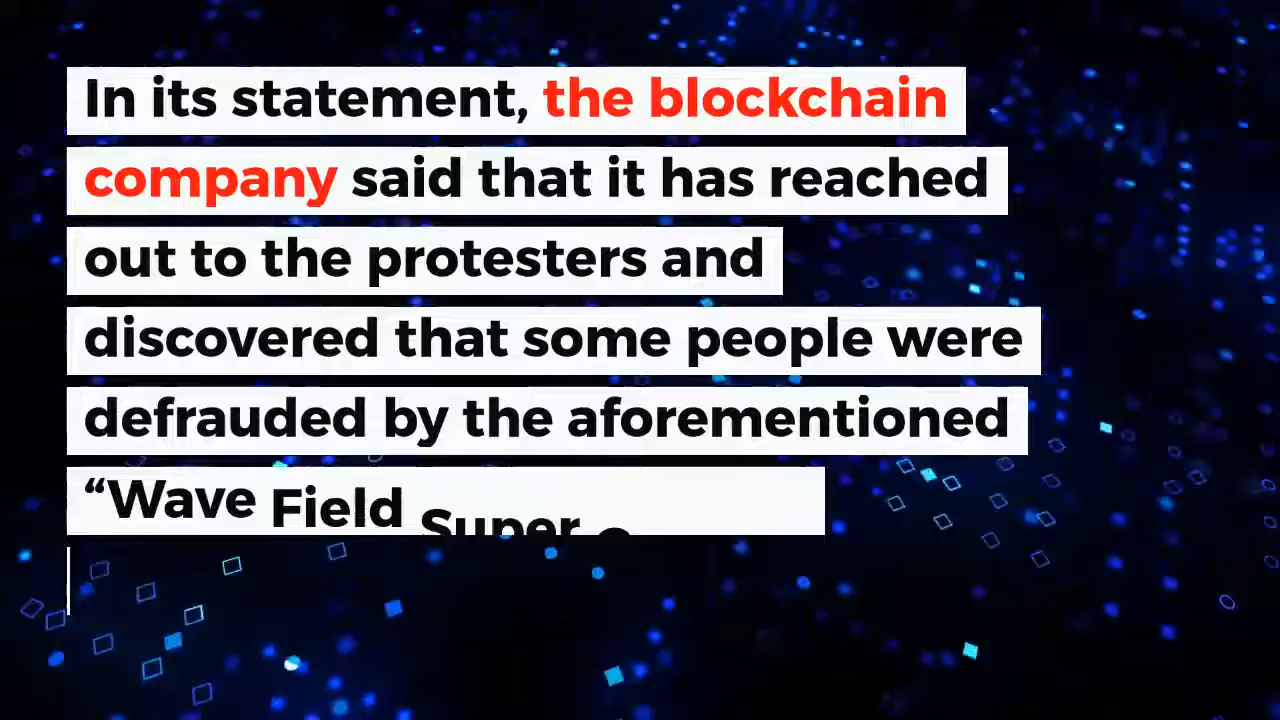 In its statement, the blockchain
company said that it has reached
out to the protesters and
discovered that some people were
defrauded by the aforementioned
“Wave Field Super